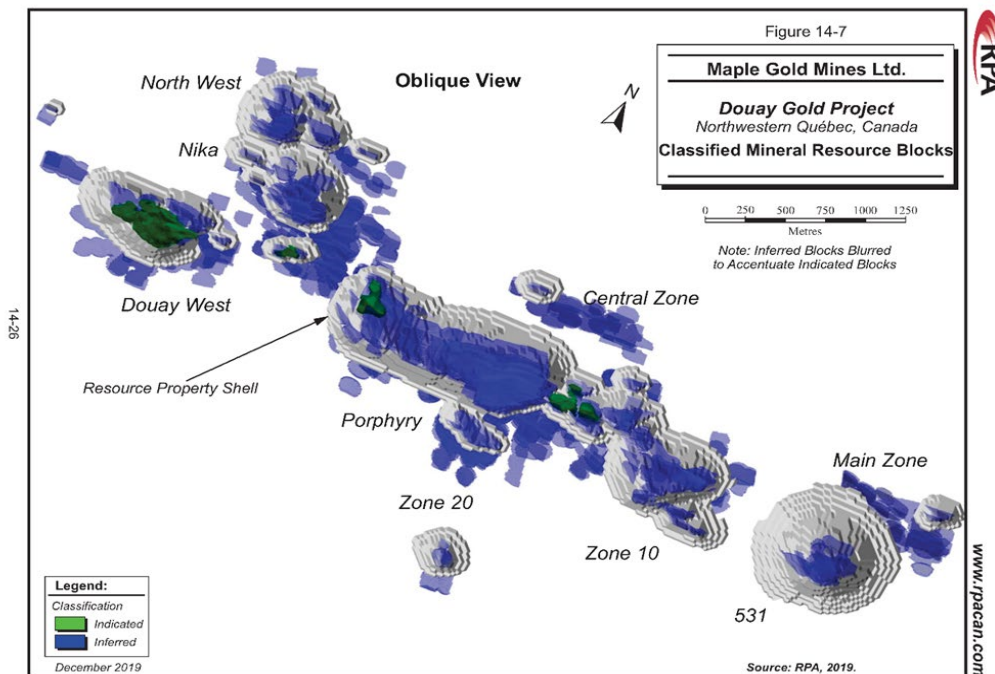 Figure 14-7
RPA
Maple Gold Mines Ltd.
Douay Gold Project
Northwestern Québec, Canada
Classified Mineral Resource Blocks
Oblique View
N
0 250 500 750 1000 1250
Metres
Note: Inferred Blocks Blurred
to Accentuate Indicated Blocks
North West
Nika
Douay West
Central Zone
14-26
Resource Property Shell
Porphyry
Main Zone
Zone 20
Zone 10
531
www.rpacan.com
Legend:
Classification
Indicated
Inferred
December 2019
Source: RPA, 2019.